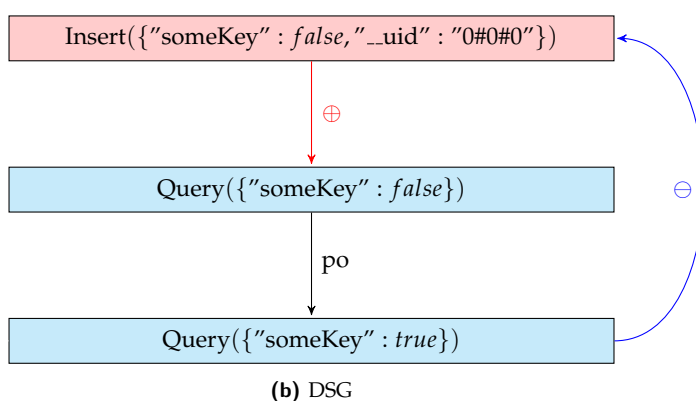 Insert({"someKey" : false, "__uid" : "0#0#0"})
⊕
Query({"someKey" : false})
⊖
po
Query({"someKey" : true})
(b) DSG